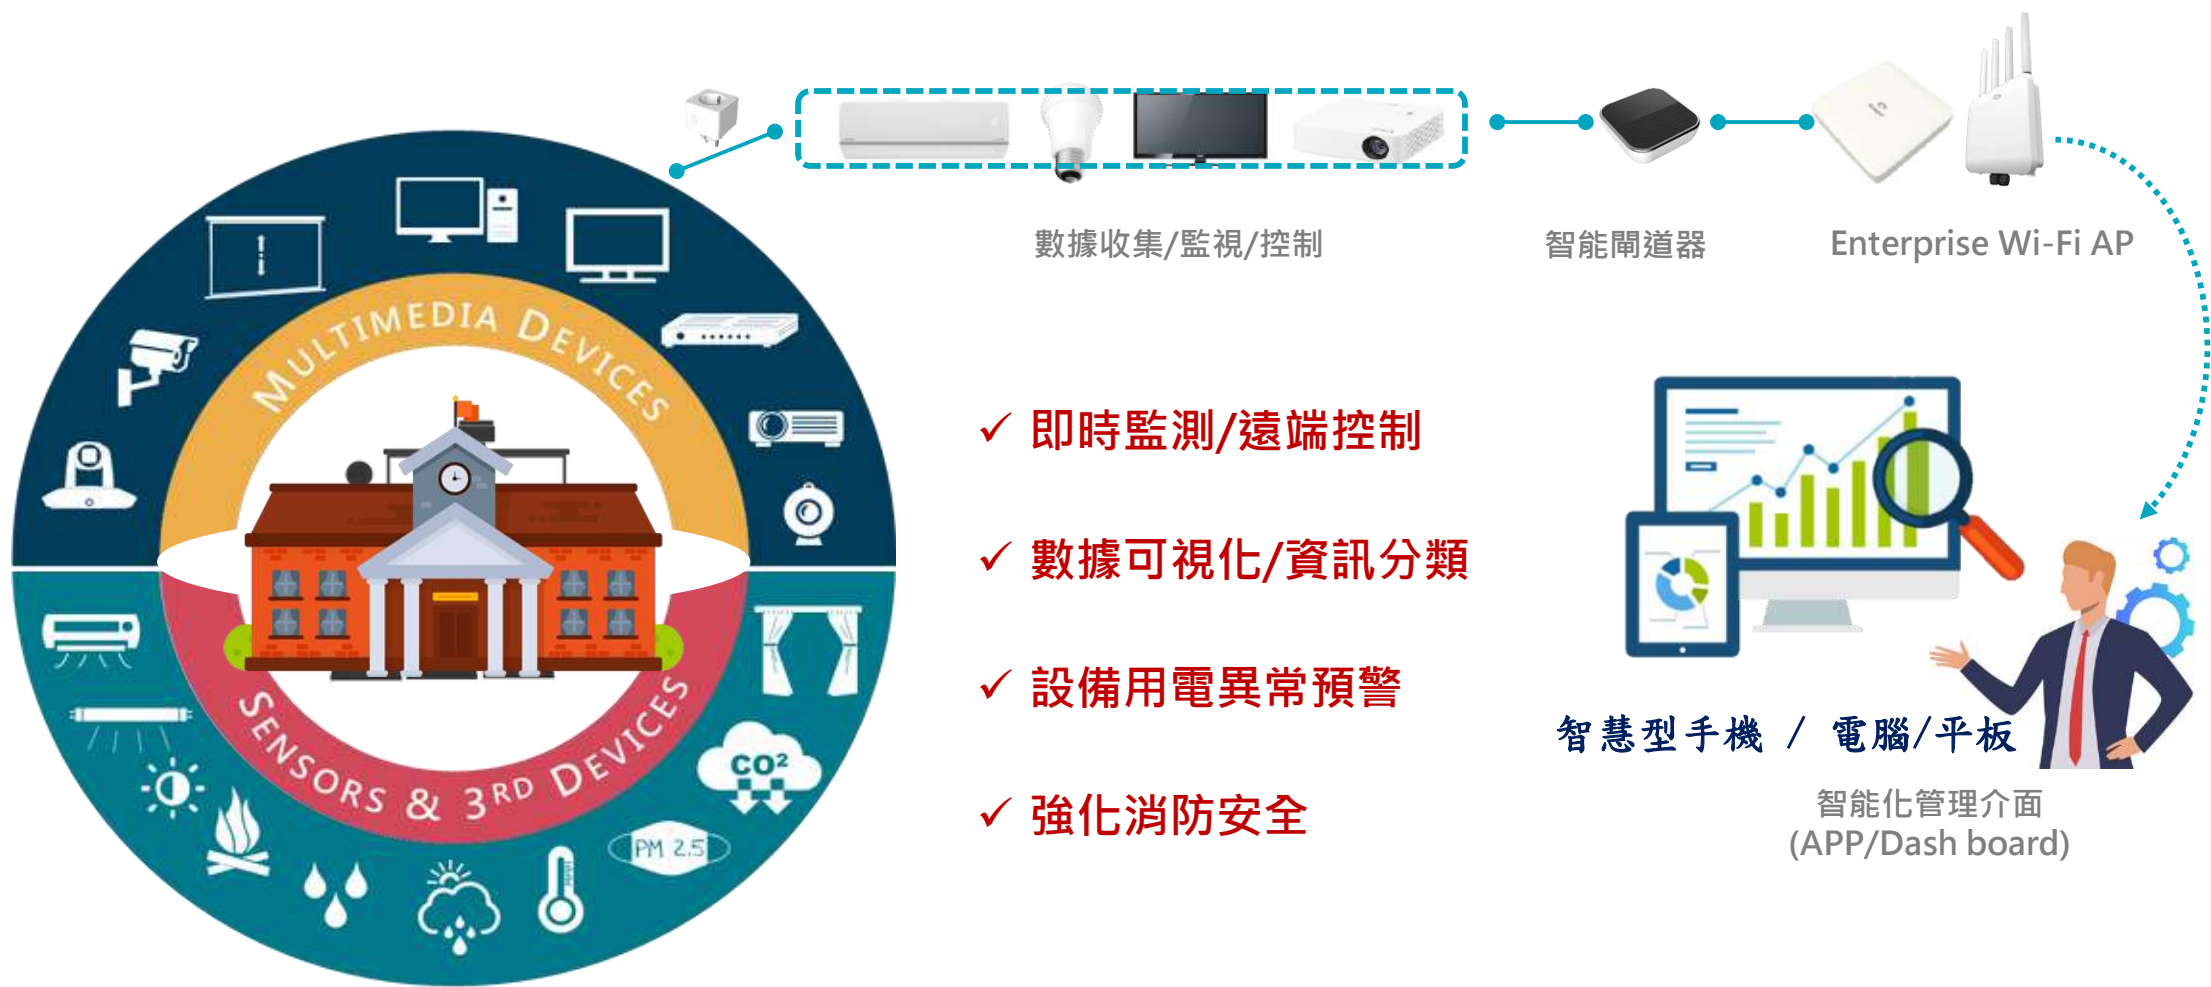 數據收集/監視/控制
智能閘道器
Enterprise Wi-Fi AP
MULTIMEDIA DEVICES
SENSORS & 3RD DEVICES
CO²
PM 2.5
✓ 即時監測/遠端控制
✓ 數據可視化/資訊分類
✓ 設備用電異常預警
✓ 強化消防安全
智慧型手機 / 電腦/平板
智能化管理介面
(APP/Dash board)